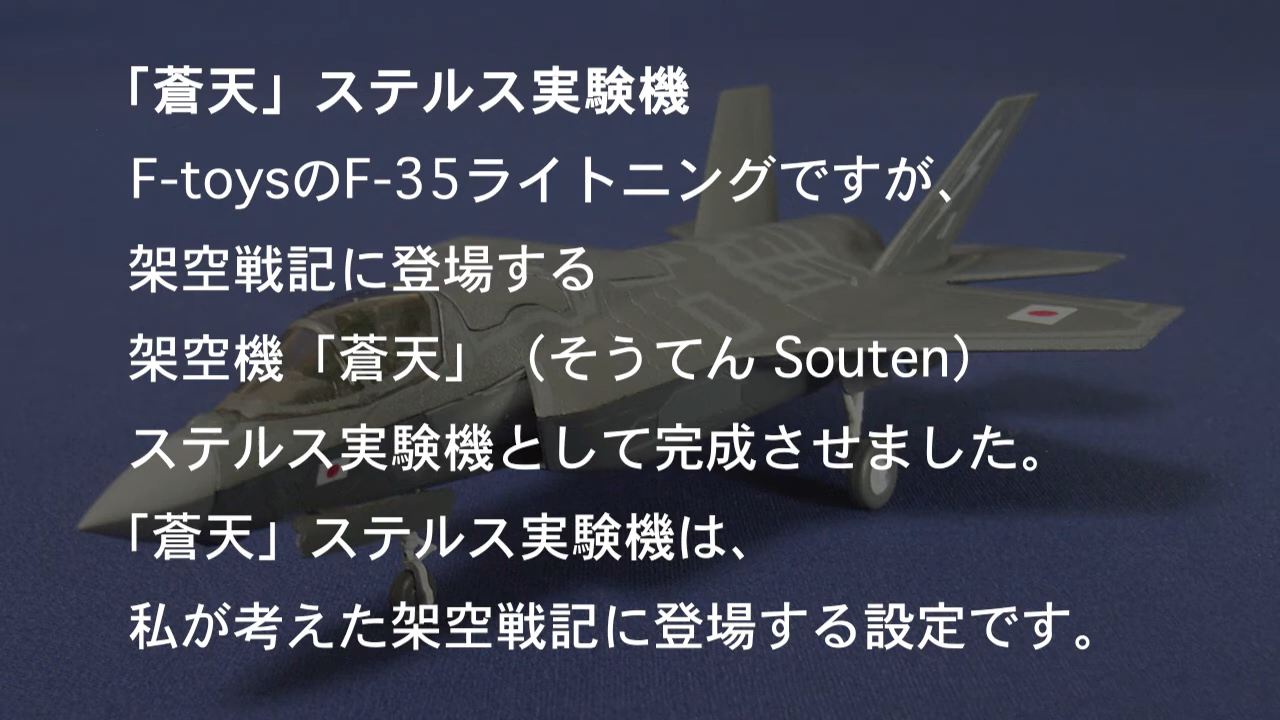 「蒼天」ステルス実験機
F-toysのF-35ライトニングですが、
架空戦記に登場する
架空機「蒼天」（そうてん Souten）
ステルス実験機として完成させました。
「蒼天」ステルス実験機は、
私が考えた架空戦記に登場する設定です。